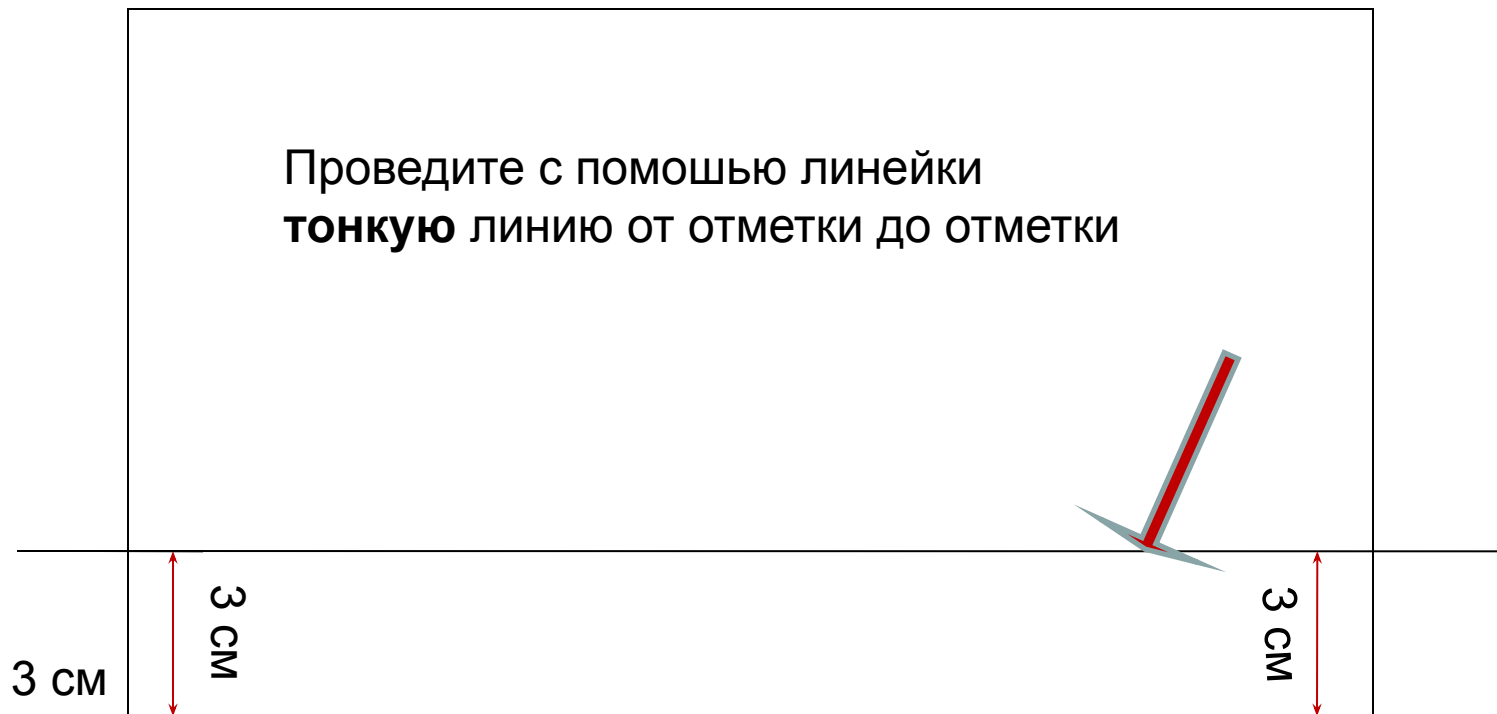 Проведите с помошью линейки
тонкую линию от отметки до отметки
3 см
3 см
3 см